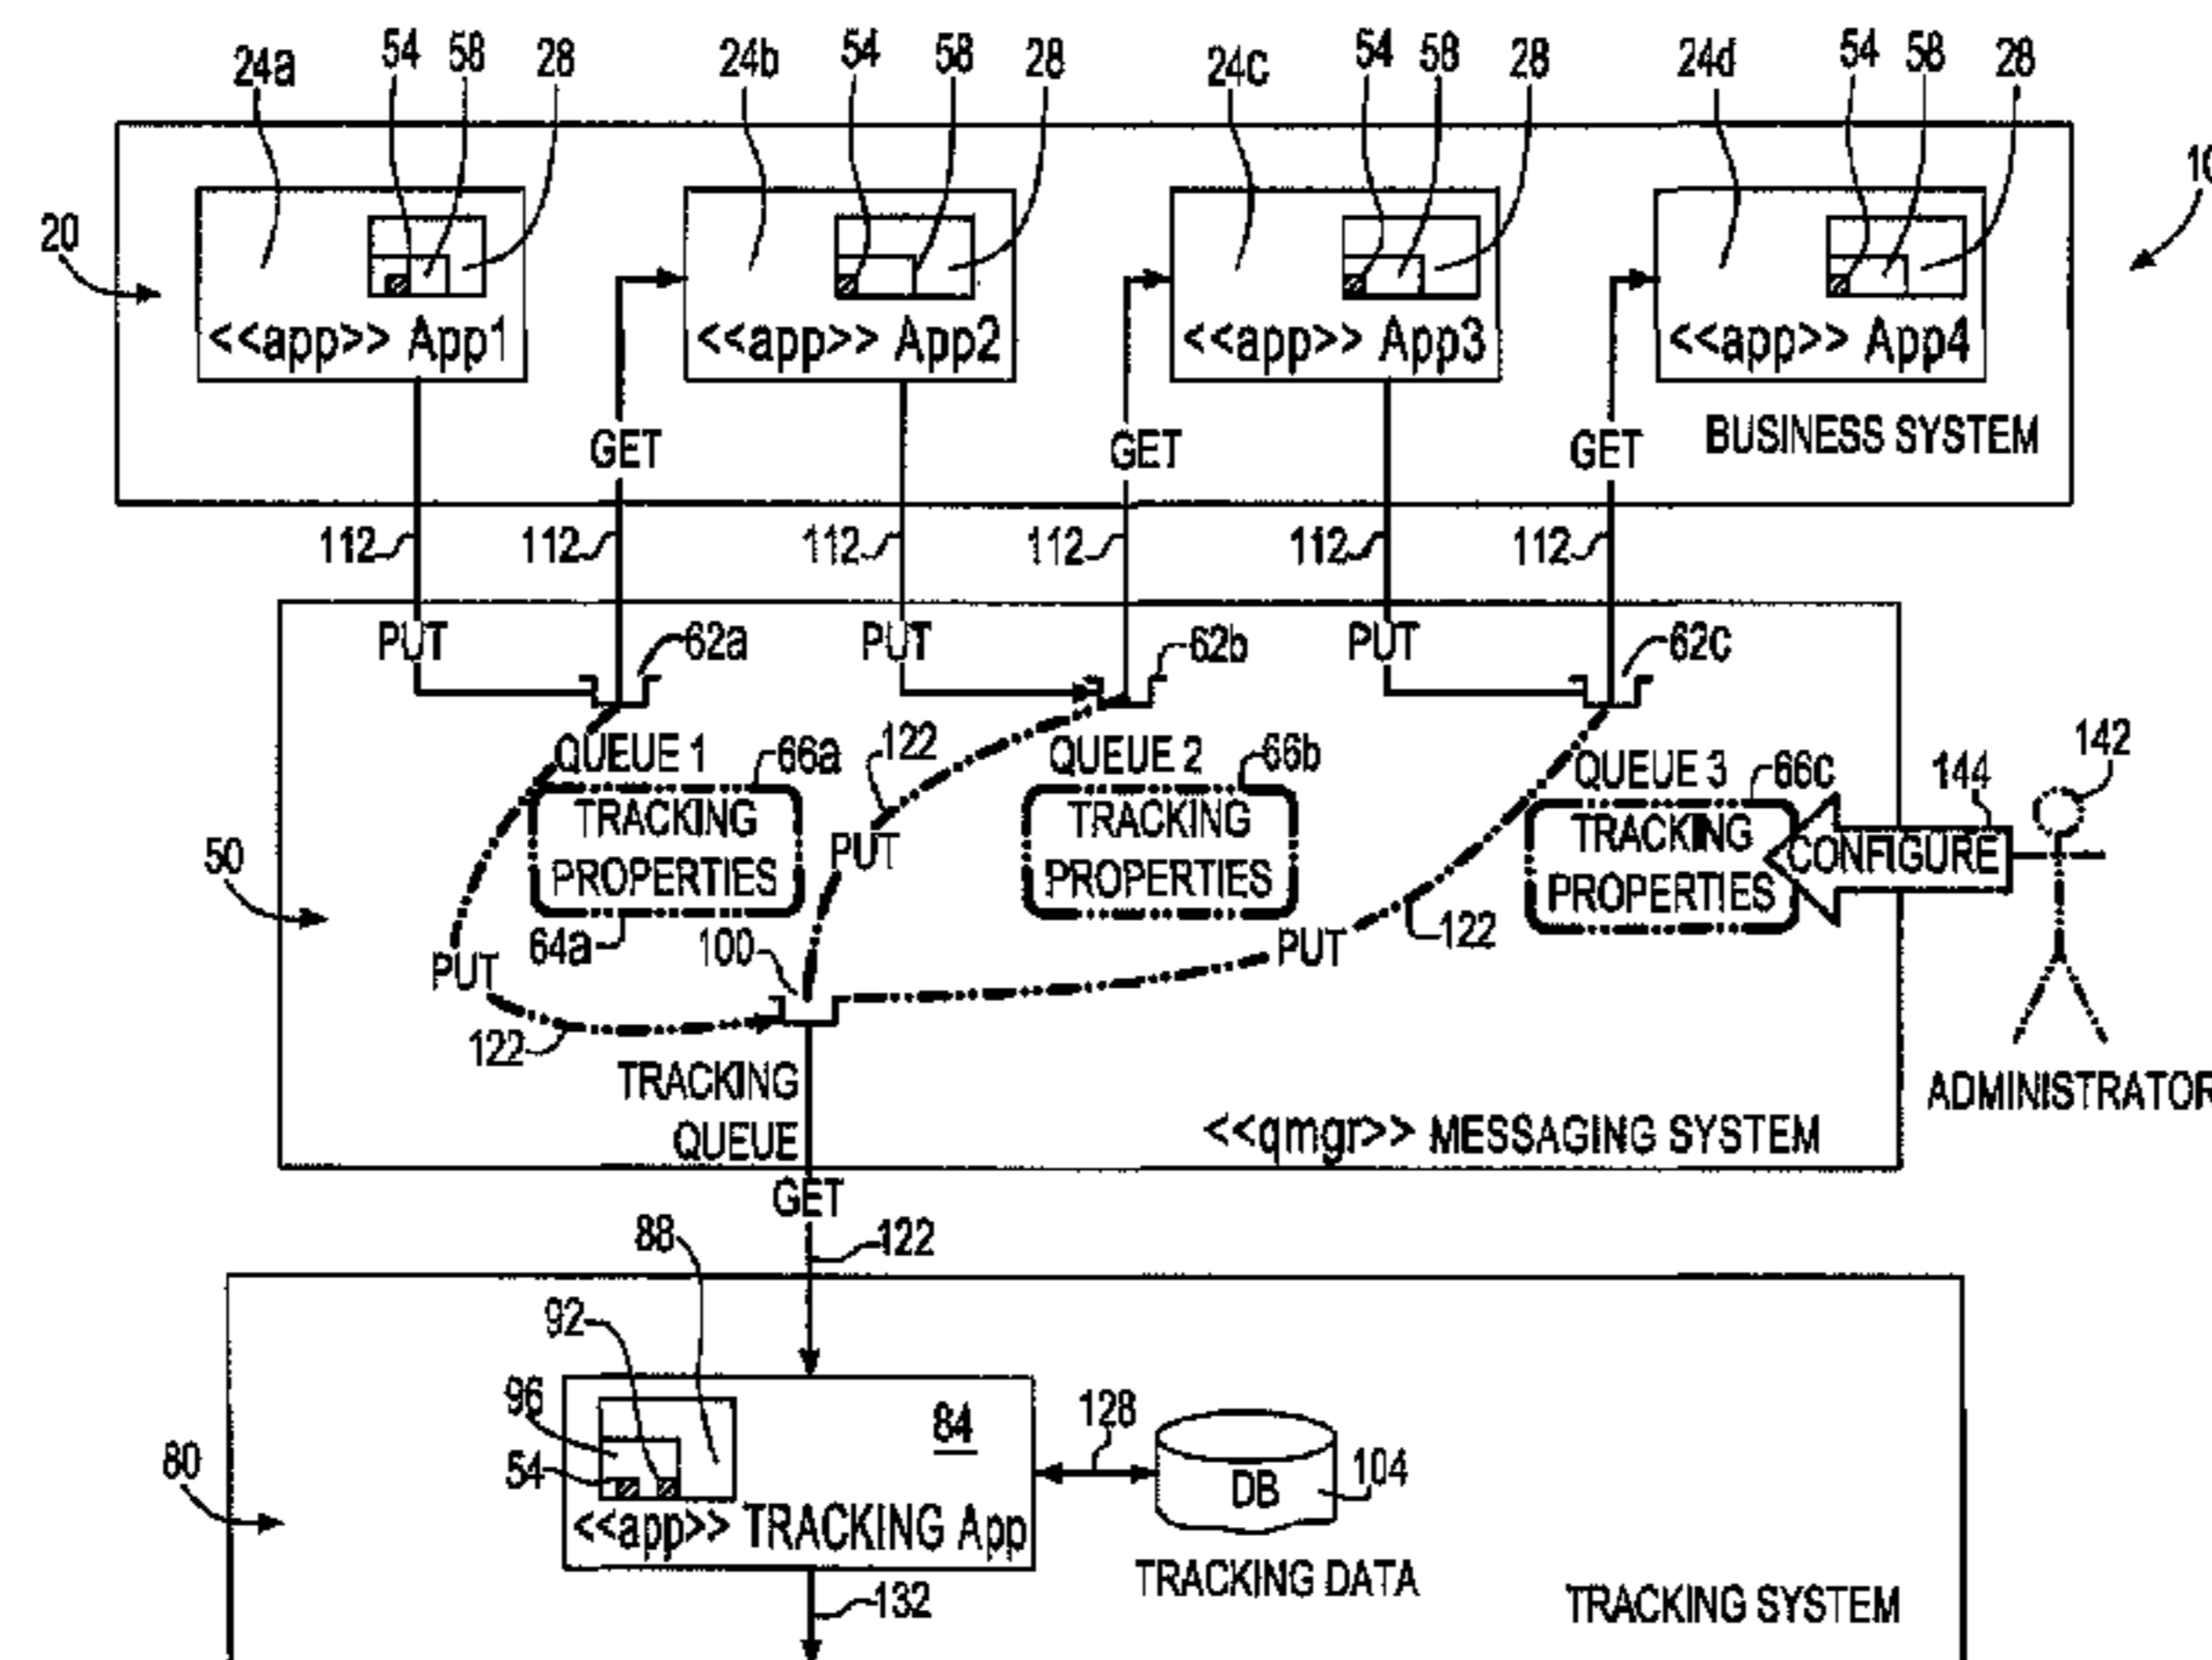 24a 54 58 28 24b 54 58 28 24c 54 58 28 24d 54 58 28
20
<<app>> App1 <<app>> App2 <<app>> App3 <<app>> App4
GET GET GET BUSINESS SYSTEM
112 112 112 112 112 112
PUT 62a PUT 62b PUT 62c
QUEUE 1 66a 122 QUEUE 2 66b QUEUE 3 66c 144 142
TRACKING PROPERTIES
PUT
TRACKING PROPERTIES
TRACKING PROPERTIES
CONFIGURE
50
PUT 64a 100 PUT 122
122
TRACKING
QUEUE
<<qmgr>> MESSAGING SYSTEM
ADMINISTRATOR
GET
88 122
92
96
54
84
128
DB
104
80
<<app>> TRACKING App
TRACKING DATA
132
TRACKING SYSTEM